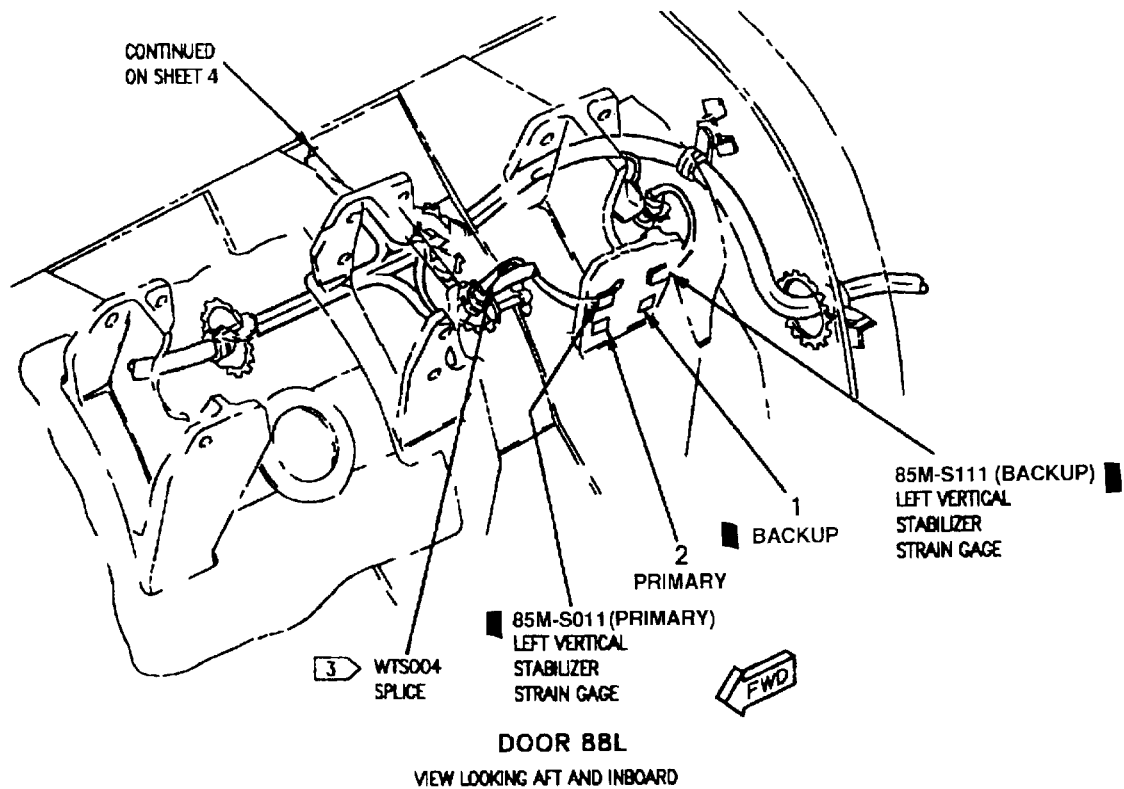 CONTINUED
ON SHEET 4
85M-S111 (BACKUP)
LEFT VERTICAL
STABILIZER
STRAIN GAGE
1
BACKUP
2
PRIMARY
85M-S011 (PRIMARY)
LEFT VERTICAL
STABILIZER
STRAIN GAGE
3 WTS004
SPLICE
FWD
DOOR 88L
VIEW LOOKING AFT AND INBOARD